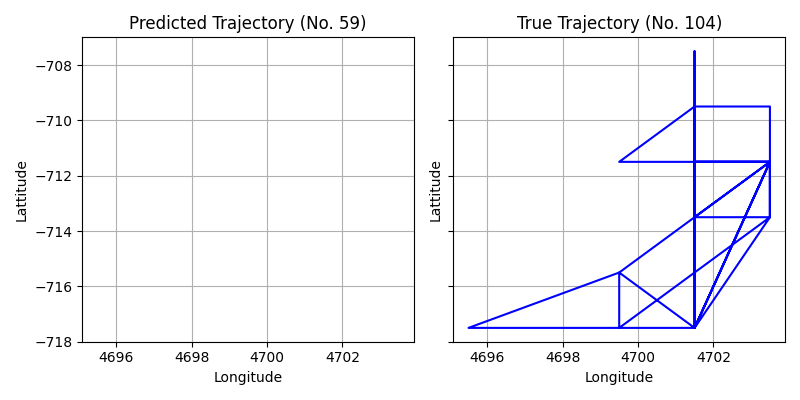 Predicted Trajectory (No. 59)
True Trajectory (No. 104)
Lattitude
−708
−710
−712
−714
−716
−718
4696
4698
4700
4702
Longitude
Lattitude
4696
4698
4700
4702
Longitude